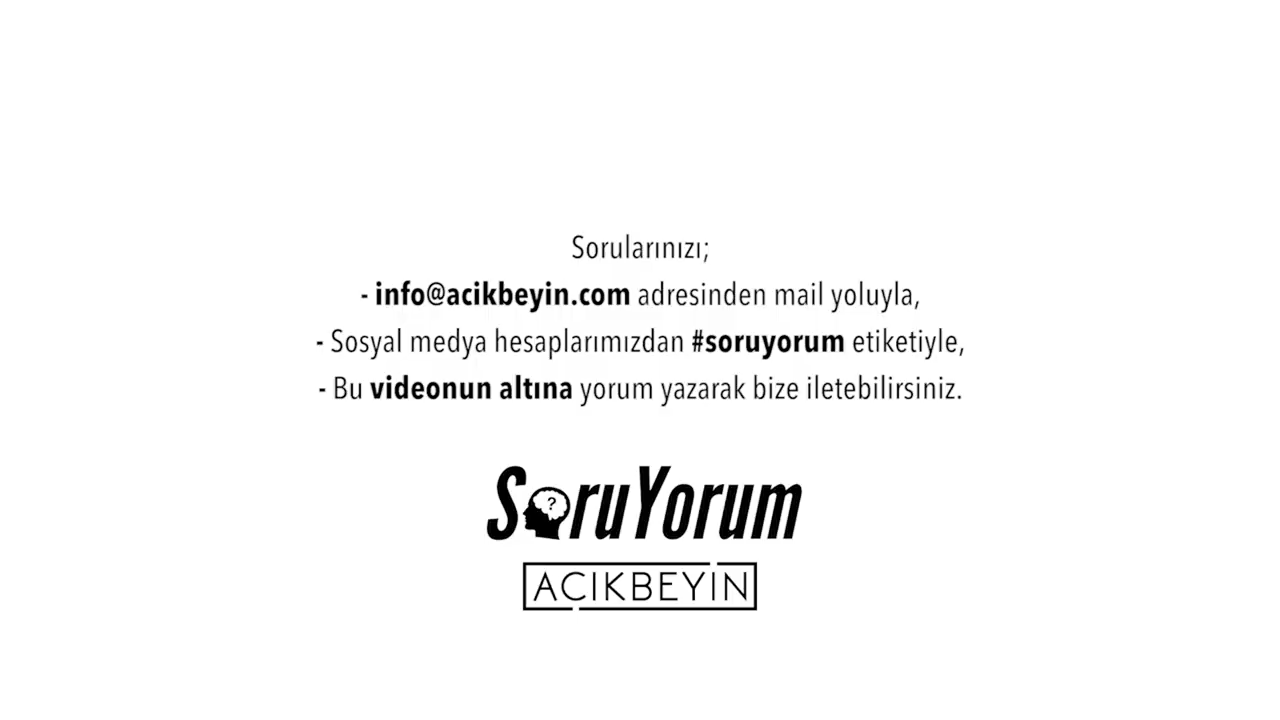 Sorularınızı;
- info@acikbeyin.com adresinden mail yoluyla,
- Sosyal medya hesaplarımızdan #soruyorum etiketiyle,
- Bu videonun altına yorum yazarak bize iletebilirsiniz.
SoruYorum
AÇIKBEYİN